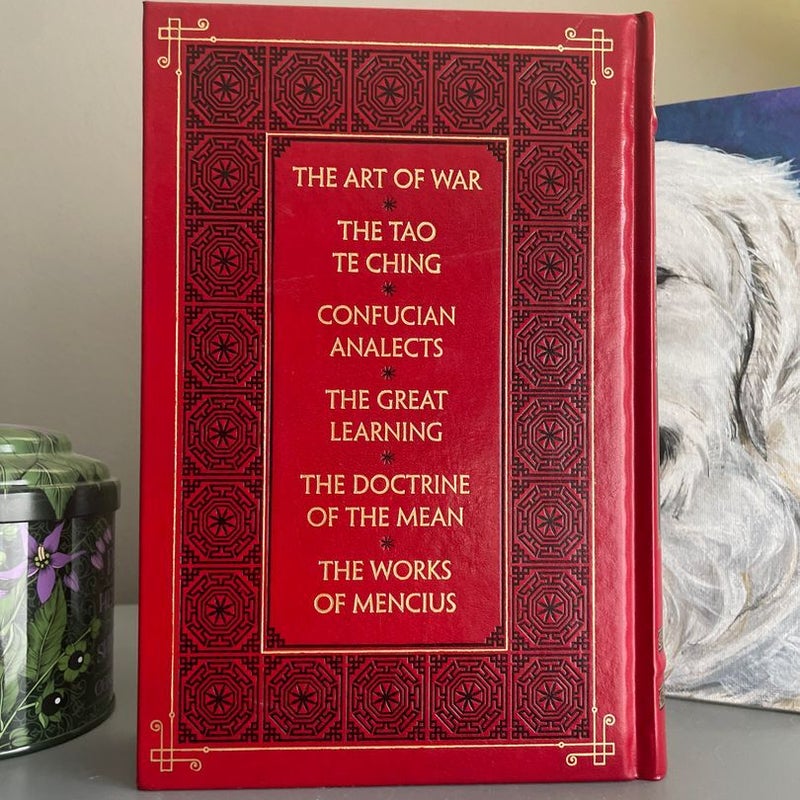 THE ART OF WAR
THE TAO
TE CHING
CONFUCIAN
ANALECTS
THE GREAT
LEARNING
THE DOCTRINE
OF THE MEAN
THE WORKS
OF MENCIUS